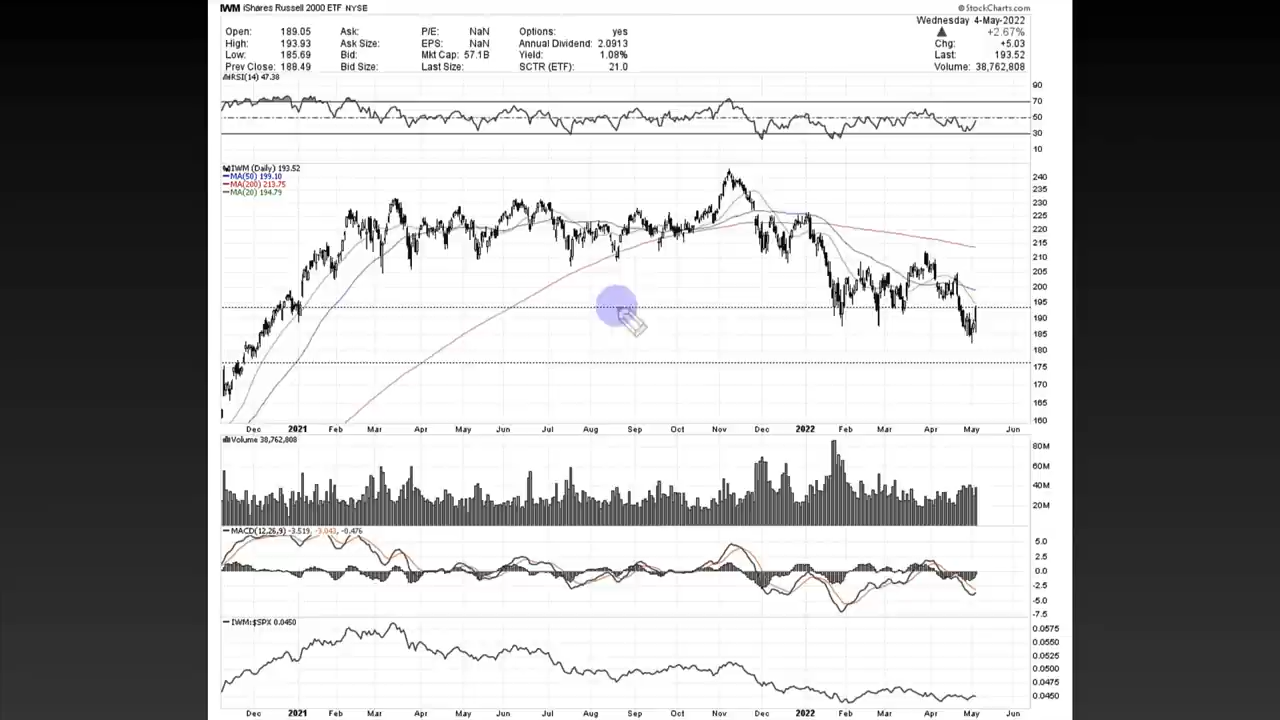 IWM iShares Russell 2000 ETF NYSE
© StockCharts.com
Wednesday 4-May-2022
Open: 189.05 Ask: P/E: NaN Options: yes ▲ +2.67%
High: 193.93 Ask Size: EPS: NaN Annual Dividend: 2.0913 Chg: +5.03
Low: 185.69 Bid: Mkt Cap: 57.1B Yield: 1.08% Last: 193.52
Prev Close: 188.49 Bid Size: Last Size: SCTR (ETF): 21.0 Volume: 38,762,808
RSI(14) 47.38
90
70
50
30
10
IWM (Daily) 193.52
MA(50) 199.10
MA(200) 213.75
MA(20) 194.79
240
235
230
225
220
215
210
205
200
195
190
185
180
175
170
165
160
Dec 2021 Feb Mar Apr May Jun Jul Aug Sep Oct Nov Dec 2022 Feb Mar Apr May Jun
Volume 38,762,808
80M
60M
40M
20M
MACD(12,26,9) -3.519, -3.043, -0.476
5.0
2.5
0.0
-2.5
-5.0
-7.5
IWM:$SPX 0.0450
0.0575
0.0550
0.0525
0.0500
0.0475
0.0450
Dec 2021 Feb Mar Apr May Jun Jul Aug Sep Oct Nov Dec 2022 Feb Mar Apr May Jun